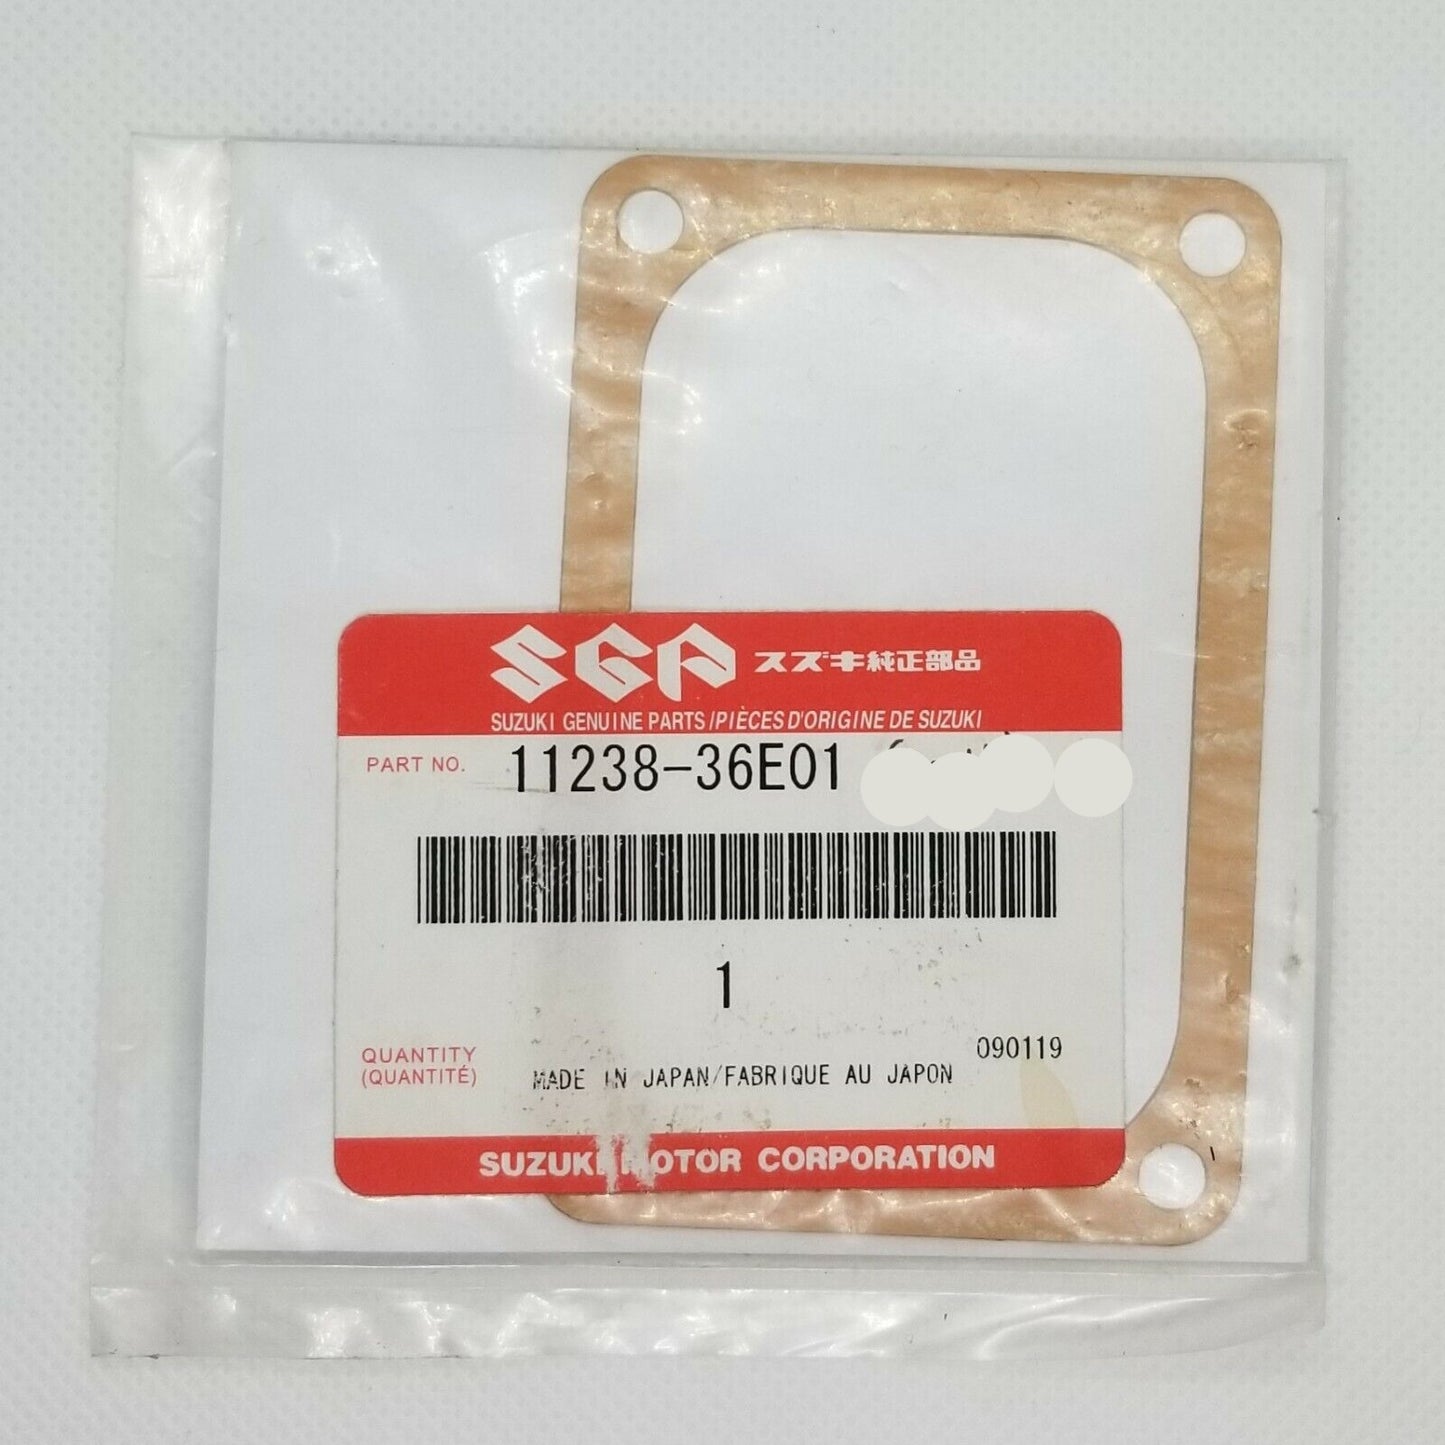 SGP スズキ純正部品
SUZUKI GENUINE PARTS/PIÈCES D'ORIGINE DE SUZUKI
PART NO. 11238-36E01
1
090119
QUANTITY
(QUANTITÉ)
MADE IN JAPAN/FABRIQUE AU JAPON
SUZUKI MOTOR CORPORATION